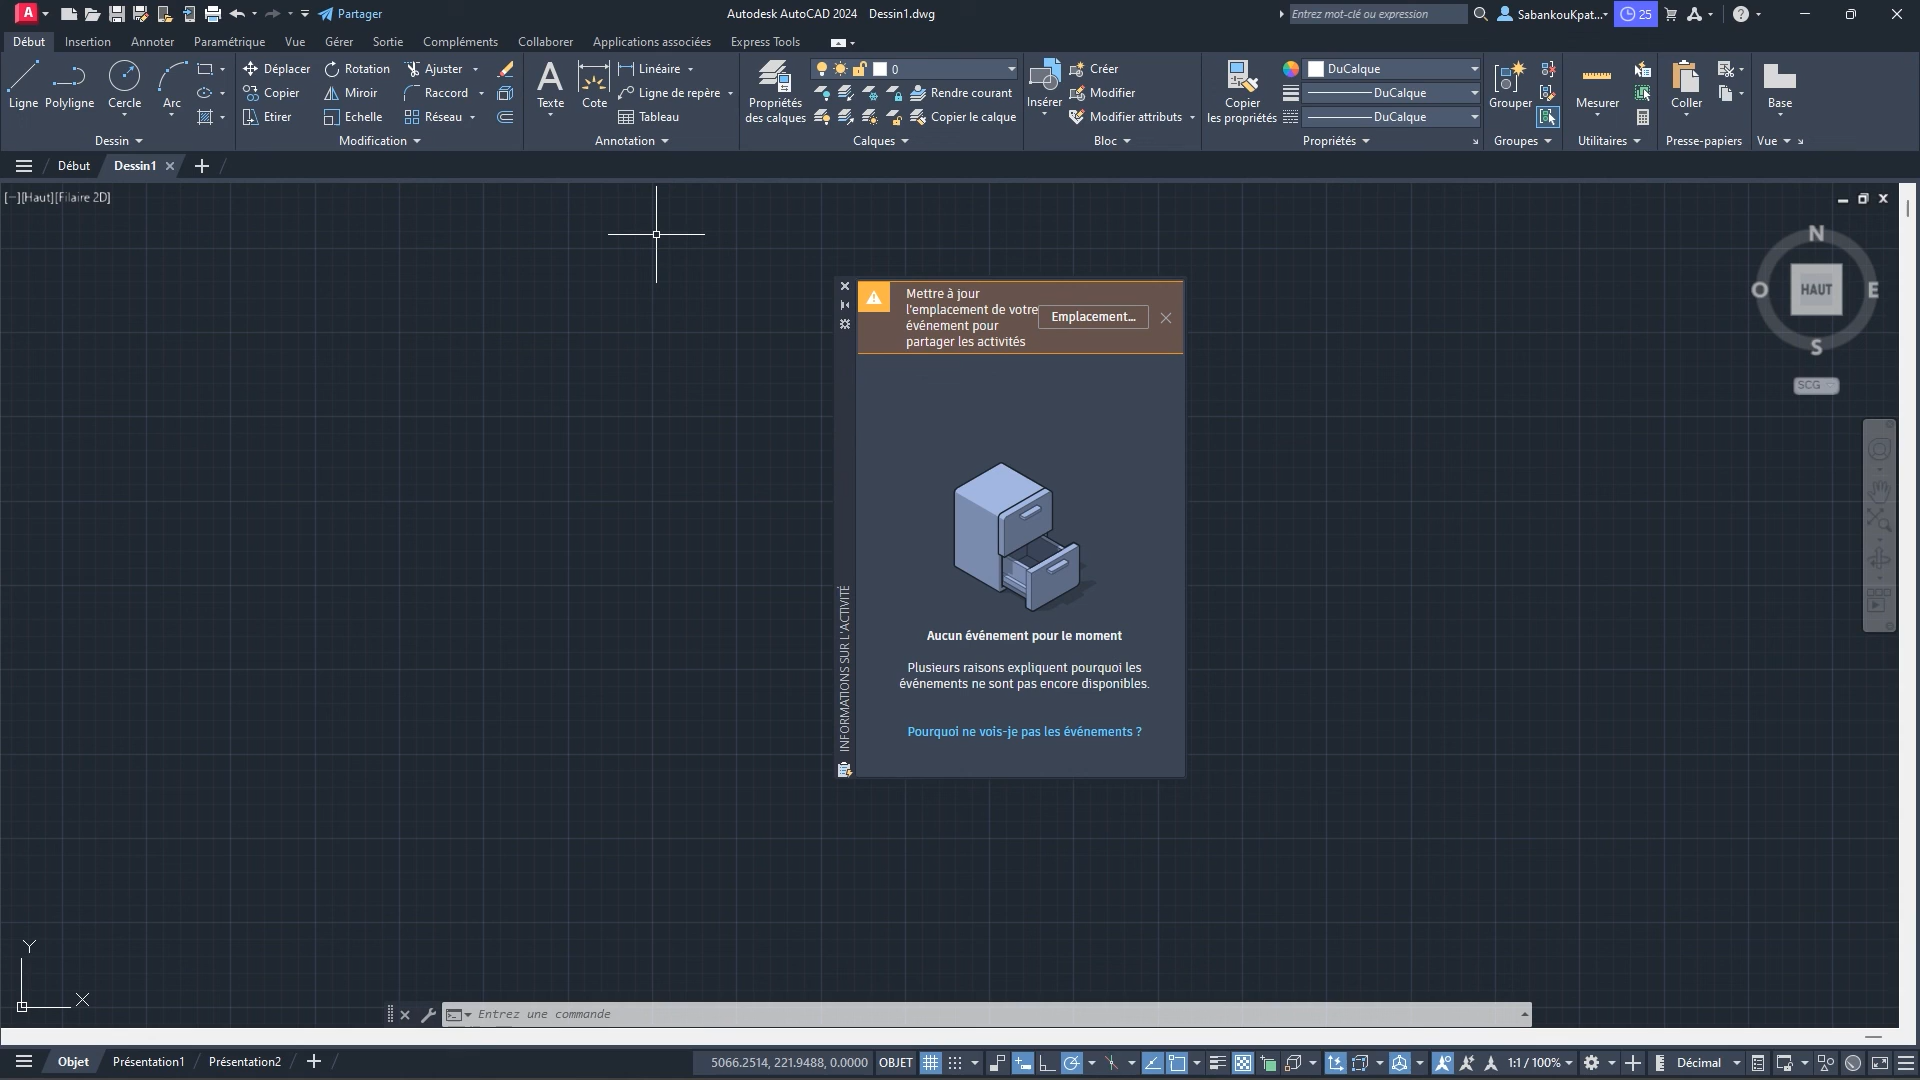 A
Partager
Autodesk AutoCAD 2024 Dessin1.dwg
Entrez mot-clé ou expression
SabankouKpat...
25
Début Insertion Annoter Paramétrique Vue Gérer Sortie Compléments Collaborer Applications associées Express Tools
Ligne Polyligne Cercle Arc
Dessin
Déplacer Rotation Ajuster
Copier Miroir Raccord
Etirer Echelle Réseau
Modification
Texte Cote
Linéaire
Ligne de repère
Tableau
Annotation
Propriétés
des calques
0
Rendre courant
Copier le calque
Calques
Insérer
Créer
Modifier
Modifier attributs
Bloc
Copier
les propriétés
DuCalque
DuCalque
DuCalque
Propriétés
Grouper
Groupes
Mesurer
Utilitaires
Coller
Presse-papiers
Base
Vue
Début Dessin1
[−][Haut][Filaire 2D]
N
O HAUT E
S
SCG
Mettre à jour
l'emplacement de votre
événement pour
partager les activités
Emplacement...
Aucun événement pour le moment
Plusieurs raisons expliquent pourquoi les
événements ne sont pas encore disponibles.
Pourquoi ne vois-je pas les événements ?
INFORMATIONS SUR L'ACTIVITÉ
Y
X
Entrez une commande
Objet Présentation1 Présentation2
5066.2514, 221.9488, 0.0000 OBJET
1:1 / 100%
Décimal